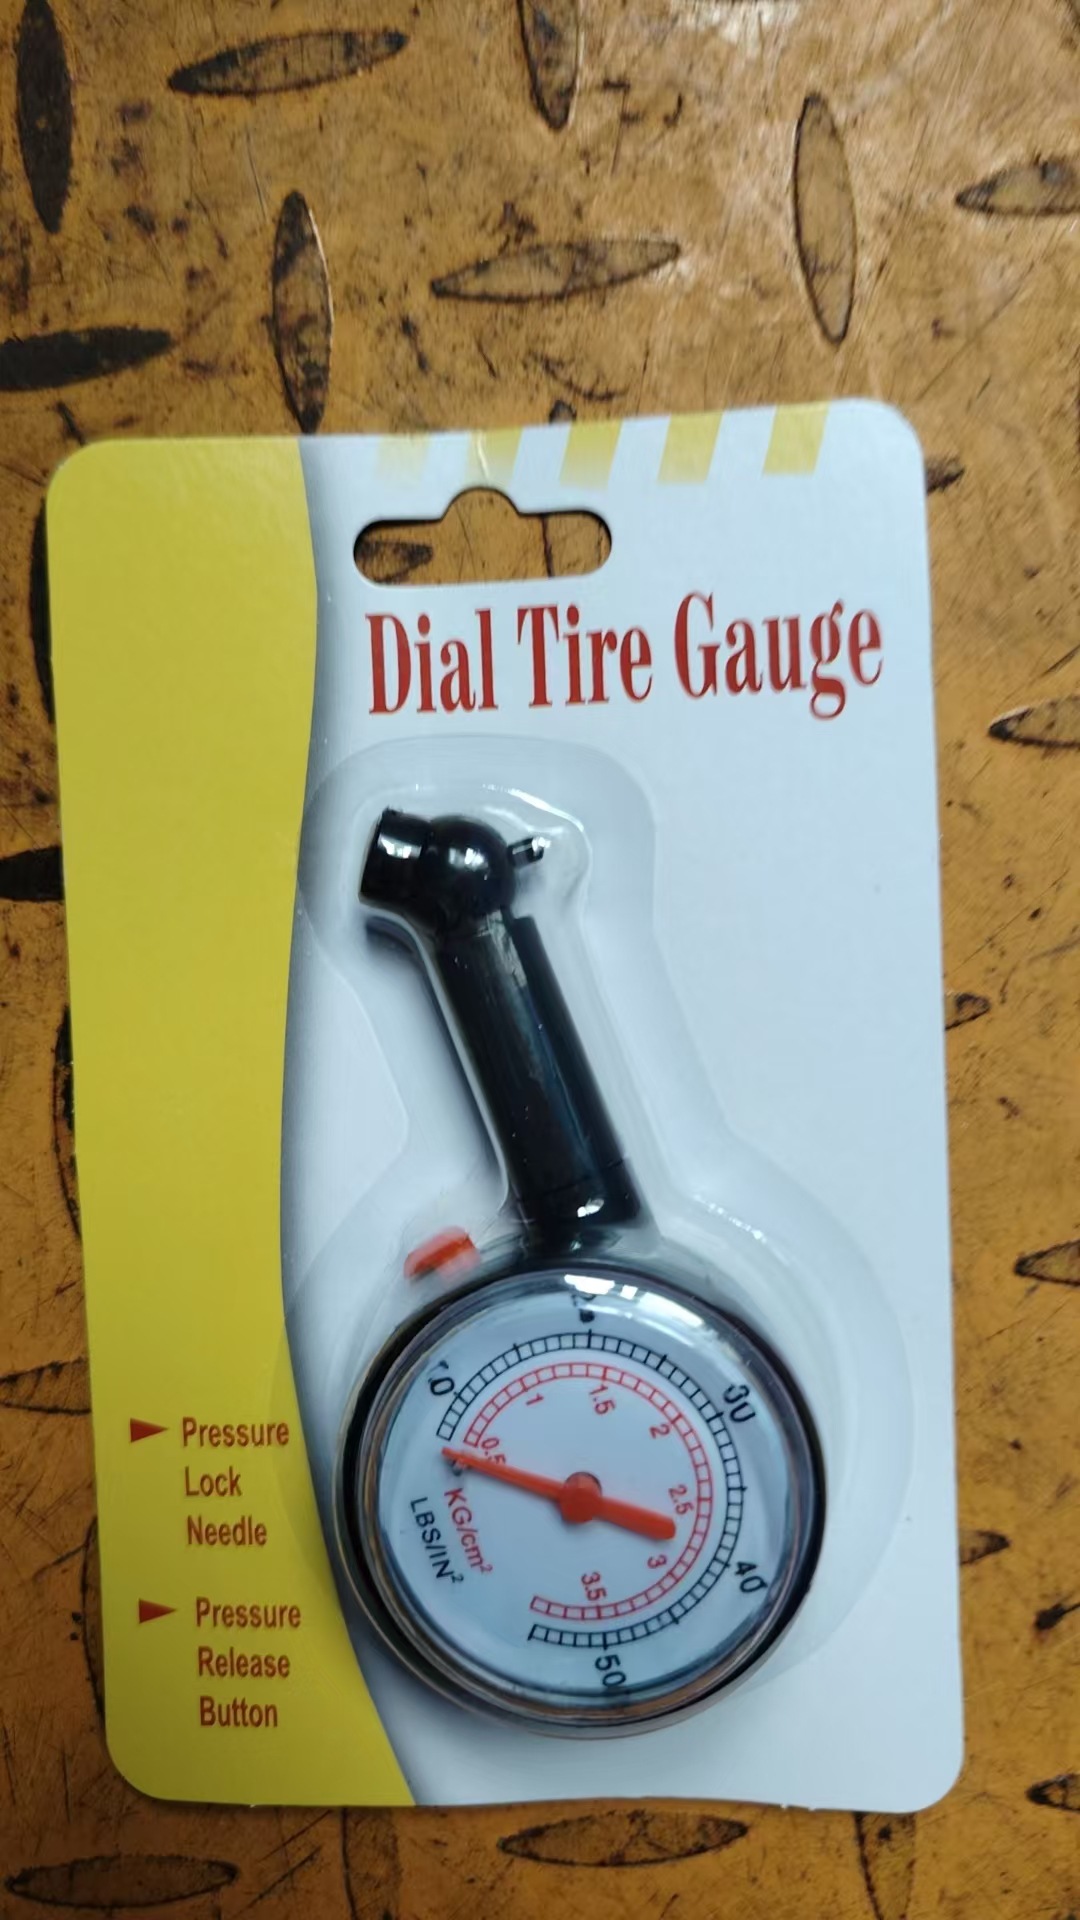 Dial Tire Gauge
Pressure
Lock
Needle
Pressure
Release
Button
10
30
40
50
0.5
1
1.5
2
2.5
3
3.5
KG/cm²
LBS/IN²